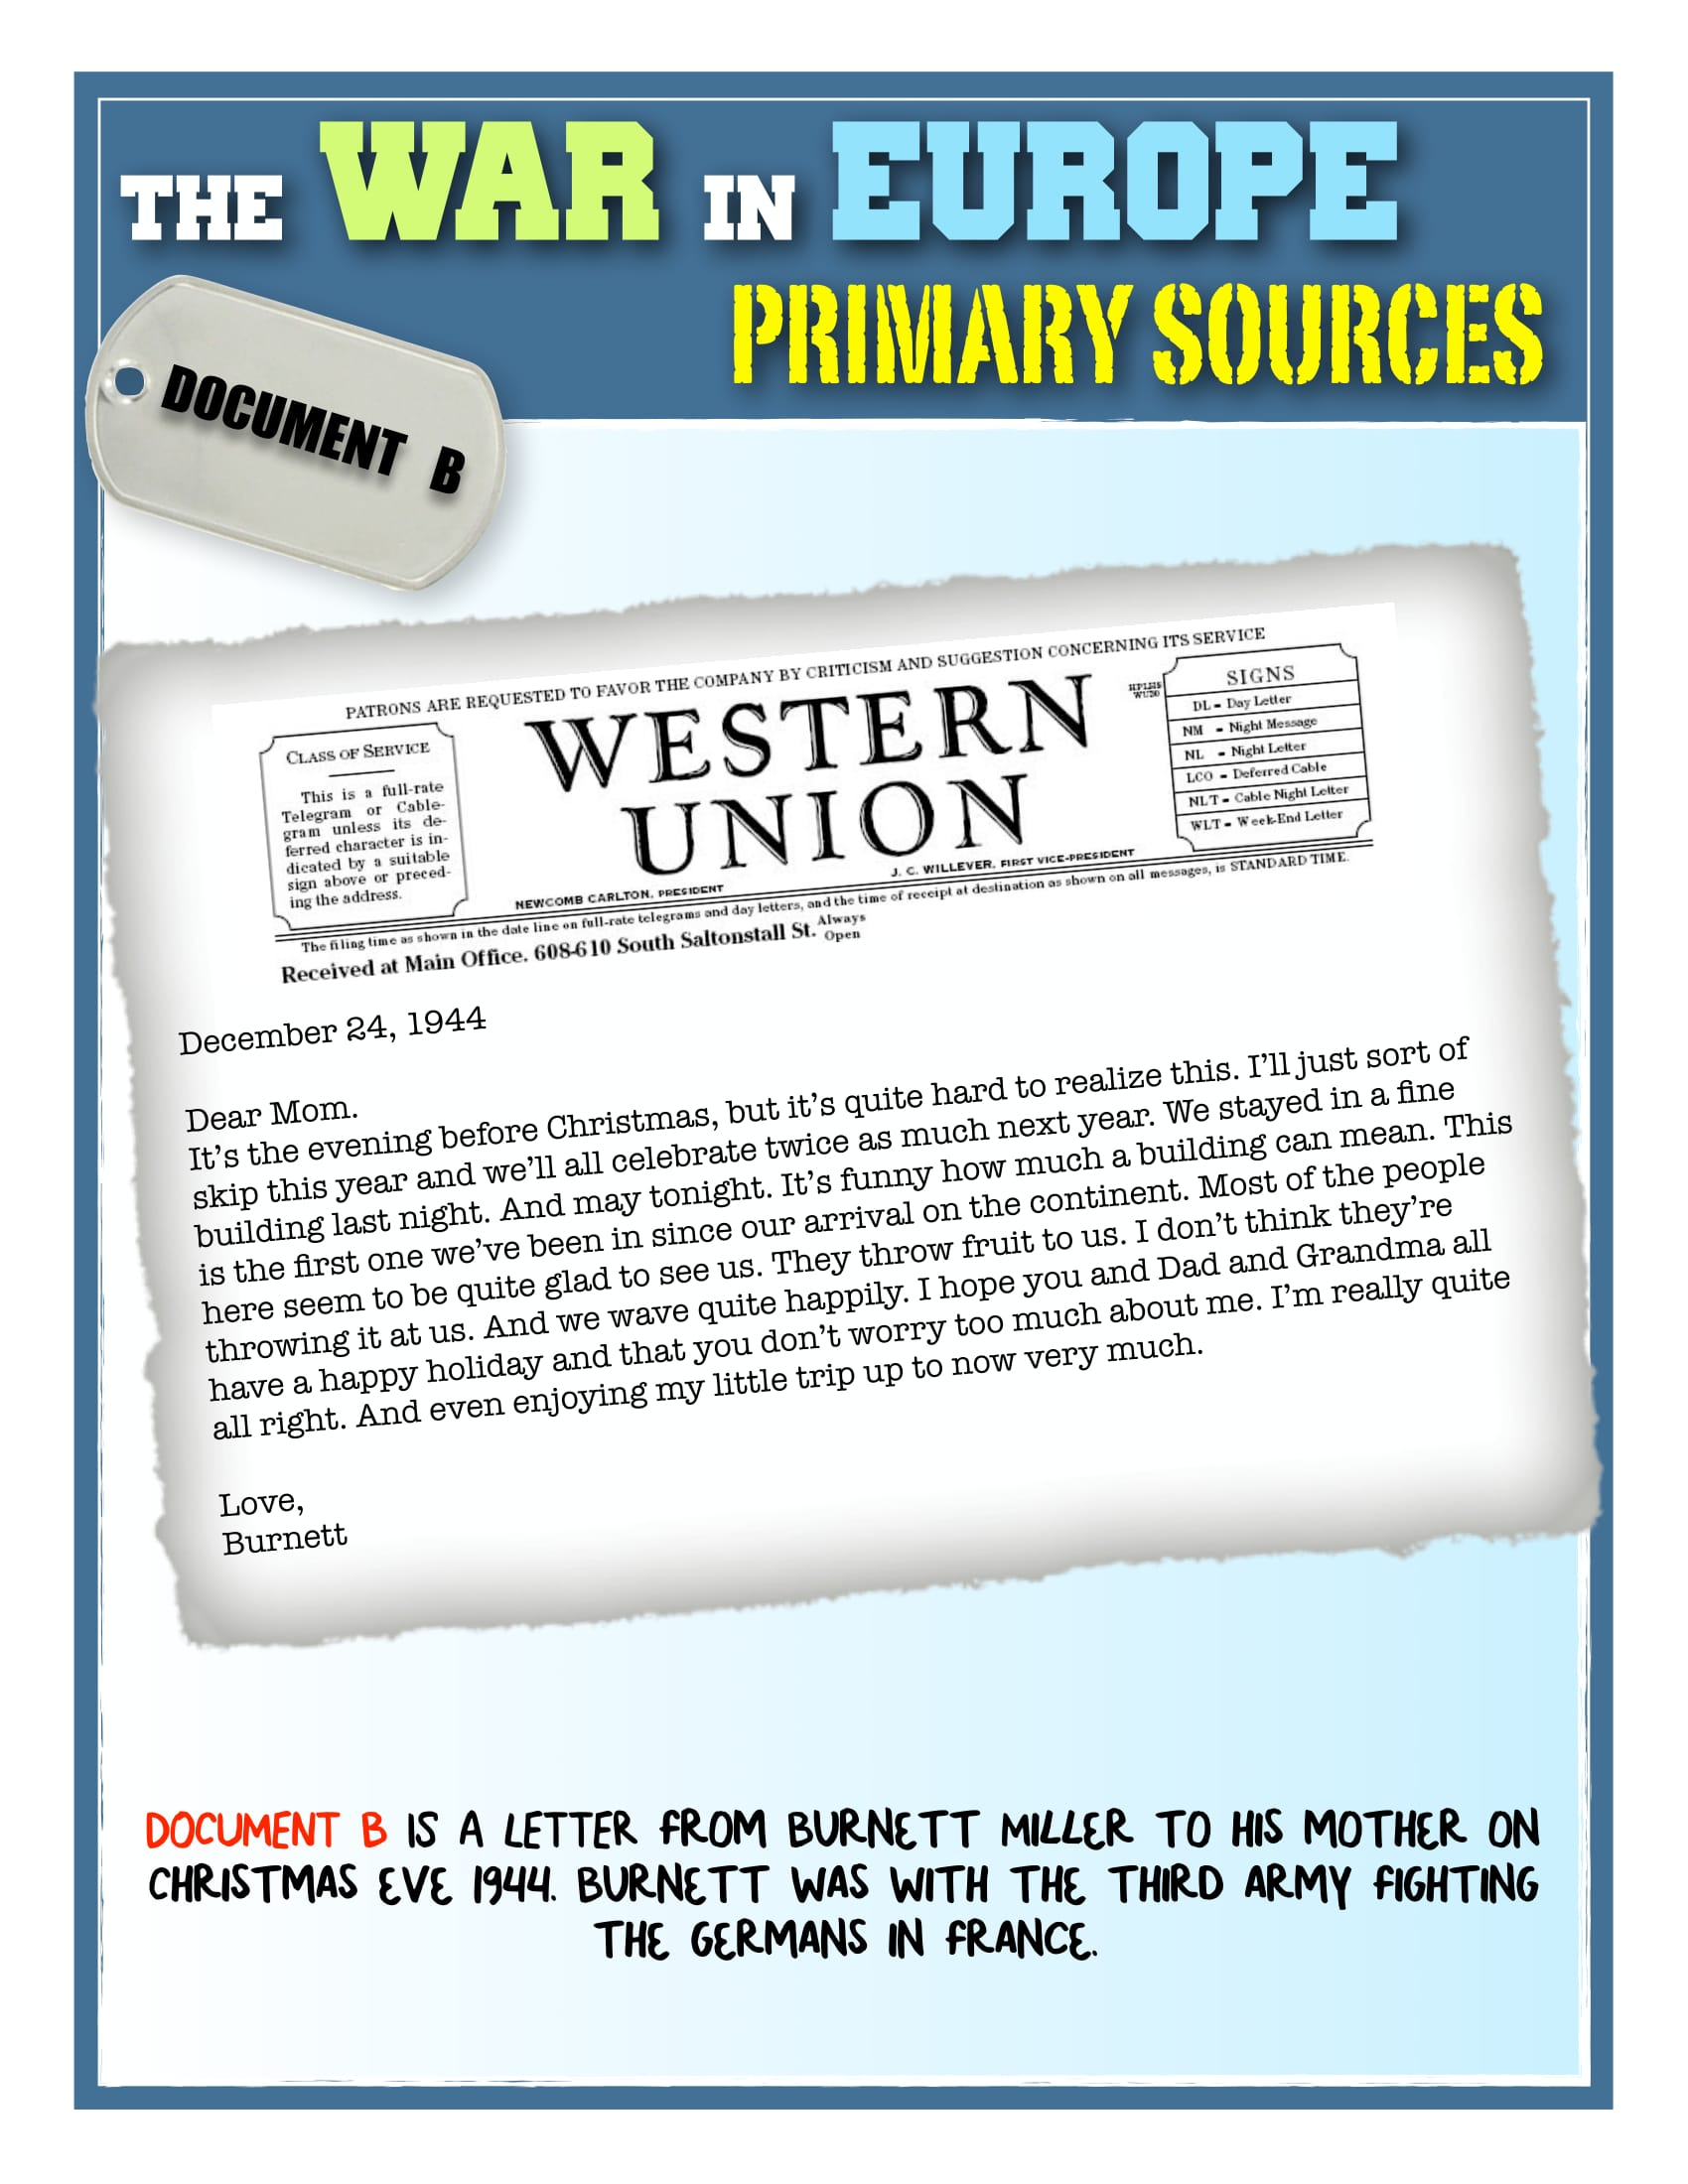 THE WAR IN EUROPE
PRIMARY SOURCES
DOCUMENT B
PATRONS ARE REQUESTED TO FAVOR THE COMPANY BY CRITICISM AND SUGGESTION CONCERNING ITS SERVICE
CLASS OF SERVICE
This is a full-rate
Telegram or Cable-
gram unless its de-
ferred character is in-
dicated by a suitable
sign above or preced-
ing the address.
WESTERN
UNION
NEWCOMB CARLTON, PRESIDENT
J. C. WILLEVER, FIRST VICE-PRESIDENT
SIGNS
DL - Day Letter
NM - Night Message
NL - Night Letter
LCO - Deferred Cable
NLT - Cable Night Letter
WLT - Week-End Letter
The filing time as shown in the date line on full-rate telegrams and day letters, and the time of receipt at destination as shown on all messages, is STANDARD TIME.
Received at Main Office. 608-610 South Saltonstall St. Always
Open
December 24, 1944
Dear Mom.
It's the evening before Christmas, but it's quite hard to realize this. I'll just sort of
skip this year and we'll all celebrate twice as much next year. We stayed in a fine
building last night. And may tonight. It's funny how much a building can mean. This
is the first one we've been in since our arrival on the continent. Most of the people
here seem to be quite glad to see us. They throw fruit to us. I don't think they're
throwing it at us. And we wave quite happily. I hope you and Dad and Grandma all
have a happy holiday and that you don't worry too much about me. I'm really quite
all right. And even enjoying my little trip up to now very much.
Love,
Burnett
DOCUMENT B IS A LETTER FROM BURNETT MILLER TO HIS MOTHER ON
CHRISTMAS EVE 1944. BURNETT WAS WITH THE THIRD ARMY FIGHTING
THE GERMANS IN FRANCE.